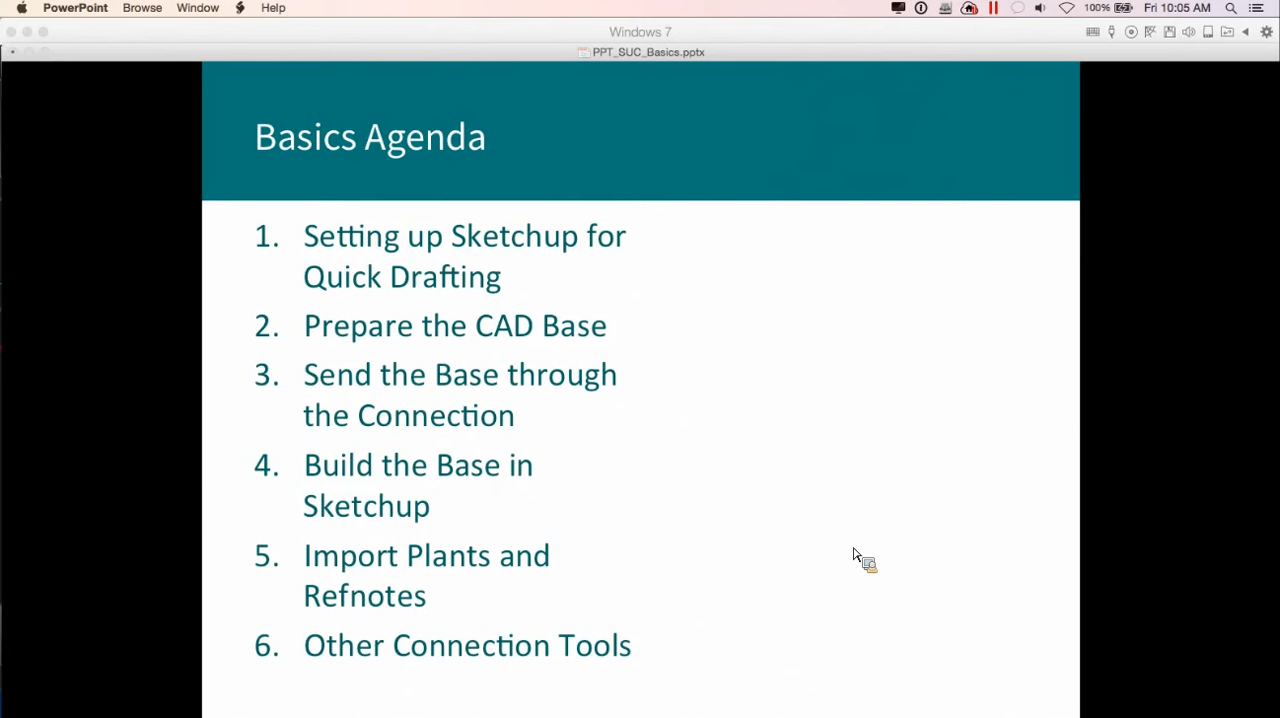 PowerPoint Browse Window Help 100% Fri 10:05 AM
Windows 7
PPT_SUC_Basics.pptx
Basics Agenda
1. Setting up Sketchup for
Quick Drafting
2. Prepare the CAD Base
3. Send the Base through
the Connection
4. Build the Base in
Sketchup
5. Import Plants and
Refnotes
6. Other Connection Tools